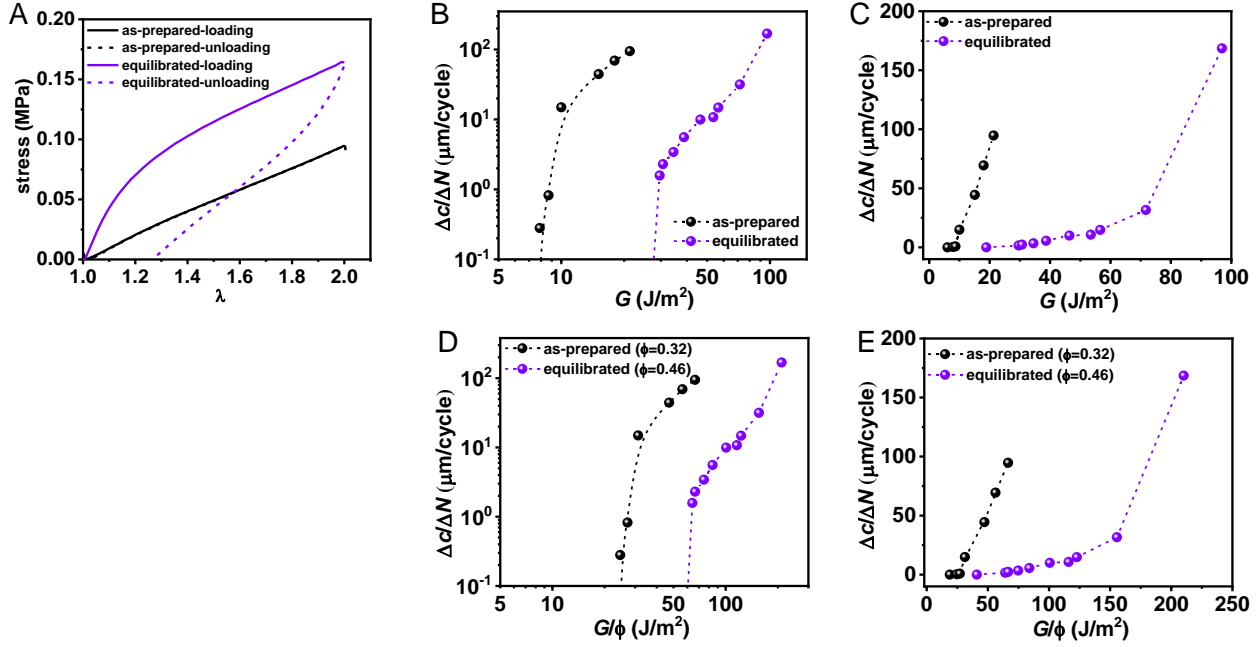 A
as-prepared-loading
as-prepared-unloading
equilibrated-loading
equilibrated-unloading
stress (MPa)
0.20
0.15
0.10
0.05
0.00
1.0 1.2 1.4 1.6 1.8 2.0
λ
B
Δc/ΔN (μm/cycle)
10²
10¹
10⁰
10⁻¹
as-prepared
equilibrated
5 10 50 100
G (J/m²)
C
as-prepared
equilibrated
Δc/ΔN (μm/cycle)
200
150
100
50
0
0 20 40 60 80 100
G (J/m²)
D
as-prepared (ϕ=0.32)
equilibrated (ϕ=0.46)
Δc/ΔN (μm/cycle)
10²
10¹
10⁰
10⁻¹
5 10 50 100
G/ϕ (J/m²)
E
as-prepared (ϕ=0.32)
equilibrated (ϕ=0.46)
Δc/ΔN (μm/cycle)
200
150
100
50
0
0 50 100 150 200 250
G/ϕ (J/m²)